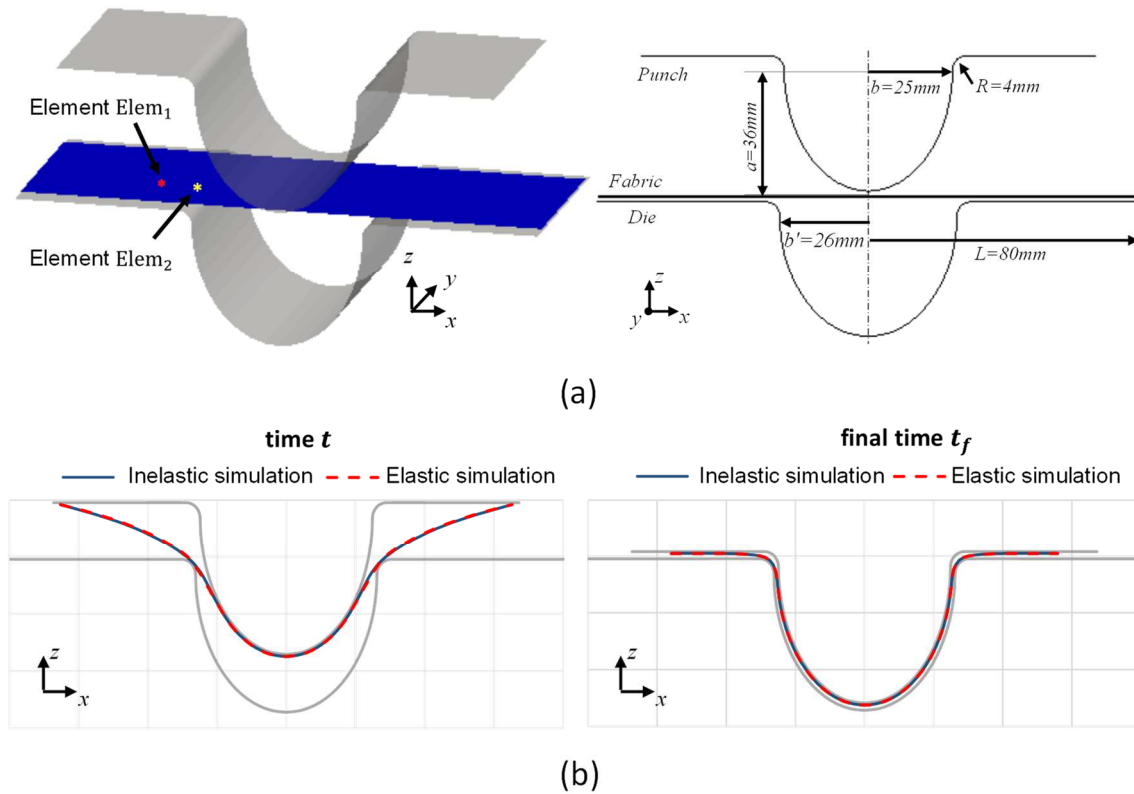 Element Elem₁
Element Elem₂
z
y
x
Punch
b=25mm
R=4mm
a=36mm
Fabric
Die
b'=26mm
L=80mm
z
y
x
(a)
time t
Inelastic simulation
Elastic simulation
z
x
final time t_f
Inelastic simulation
Elastic simulation
z
x
(b)